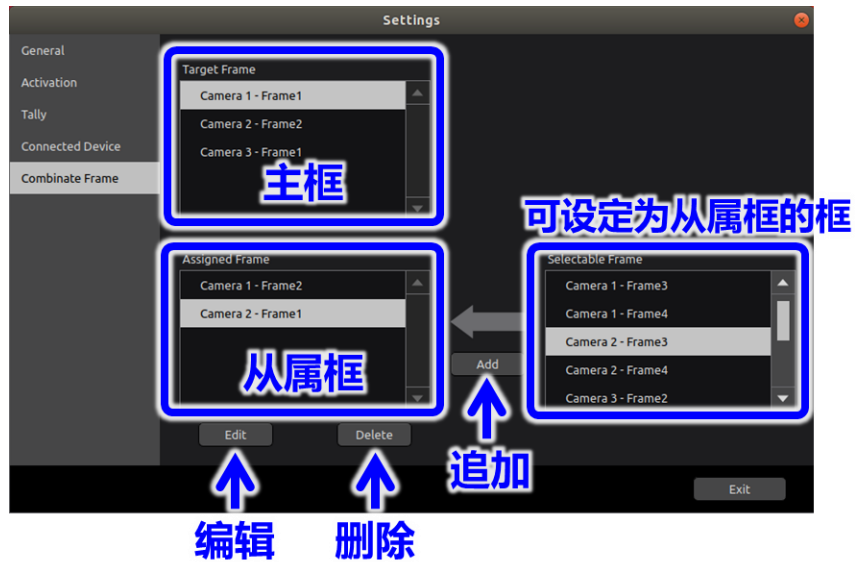 Settings
General
Activation
Tally
Connected Device
Combinate Frame
Target Frame
Camera 1 - Frame1
Camera 2 - Frame2
Camera 3 - Frame1
主框
可设定为从属框的框
Assigned Frame
Camera 1 - Frame2
Camera 2 - Frame1
从属框
Selectable Frame
Camera 1 - Frame3
Camera 1 - Frame4
Camera 2 - Frame3
Camera 2 - Frame4
Camera 3 - Frame2
Add
追加
Edit
Delete
Exit
编辑
删除